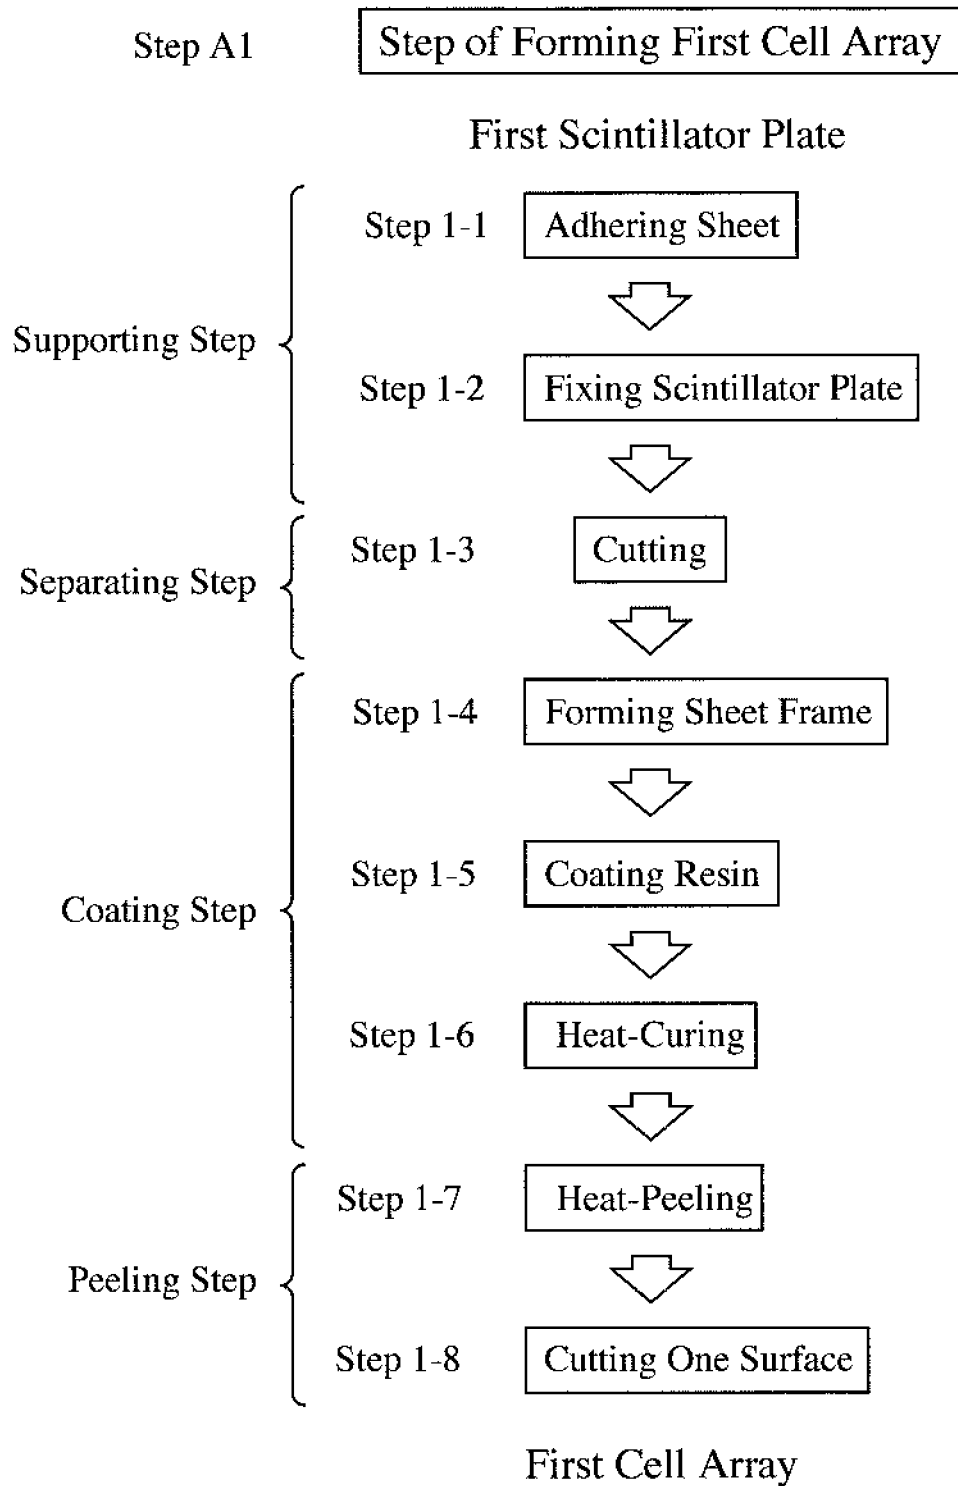 Step A1 Step of Forming First Cell Array
First Scintillator Plate
Step 1-1 Adhering Sheet
Supporting Step
Step 1-2 Fixing Scintillator Plate
Step 1-3 Cutting
Separating Step
Step 1-4 Forming Sheet Frame
Step 1-5 Coating Resin
Coating Step
Step 1-6 Heat-Curing
Step 1-7 Heat-Peeling
Peeling Step
Step 1-8 Cutting One Surface
First Cell Array